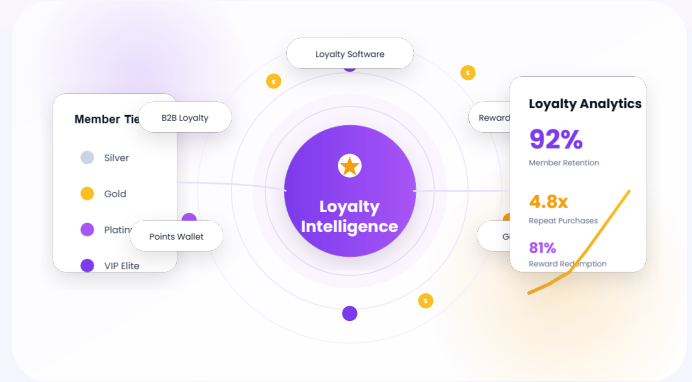 Loyalty Software
Member Tie
B2B Loyalty
Silver
Gold
Platin
Points Wallet
VIP Elite
Loyalty
Intelligence
Reward
Loyalty Analytics
92%
Member Retention
4.8x
Repeat Purchases
81%
Reward Redemption